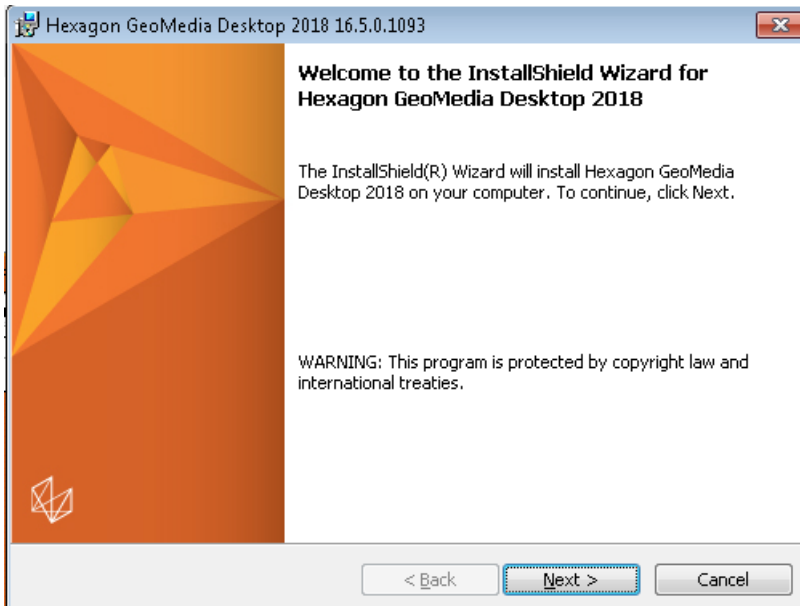 Hexagon GeoMedia Desktop 2018 16.5.0.1093
Welcome to the InstallShield Wizard for
Hexagon GeoMedia Desktop 2018
The InstallShield(R) Wizard will install Hexagon GeoMedia
Desktop 2018 on your computer. To continue, click Next.
WARNING: This program is protected by copyright law and
international treaties.
< Back
Next >
Cancel